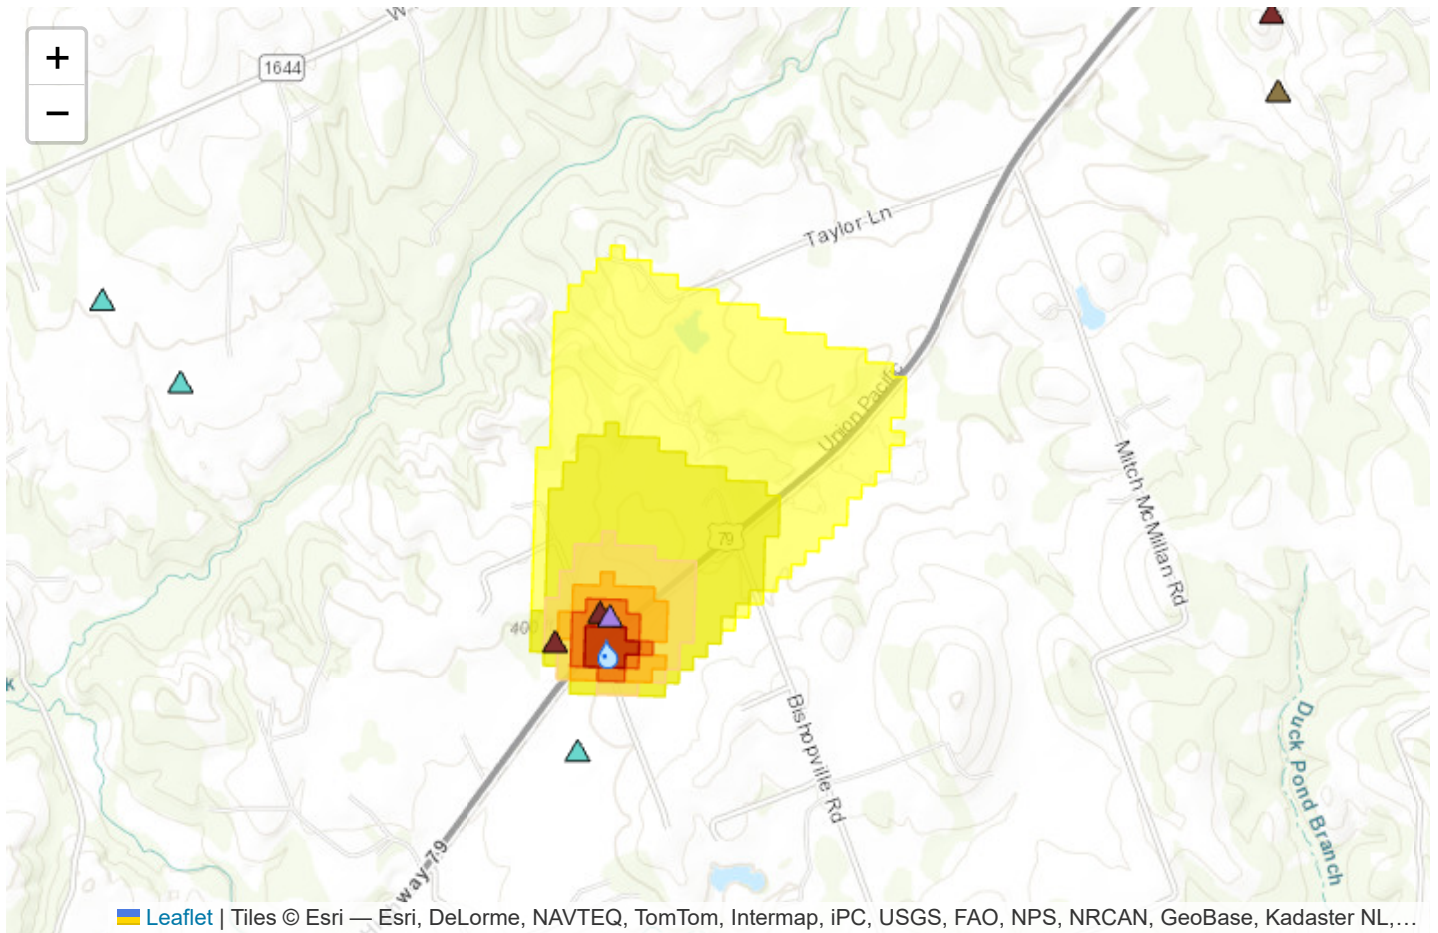 +
−
1644
Taylor Ln
Union Pacific
Mitch McMillan Rd
79
400
Bishopville Rd
Duck Pond Branch
way 79
Leaflet | Tiles © Esri — Esri, DeLorme, NAVTEQ, TomTom, Intermap, iPC, USGS, FAO, NPS, NRCAN, GeoBase, Kadaster NL,…